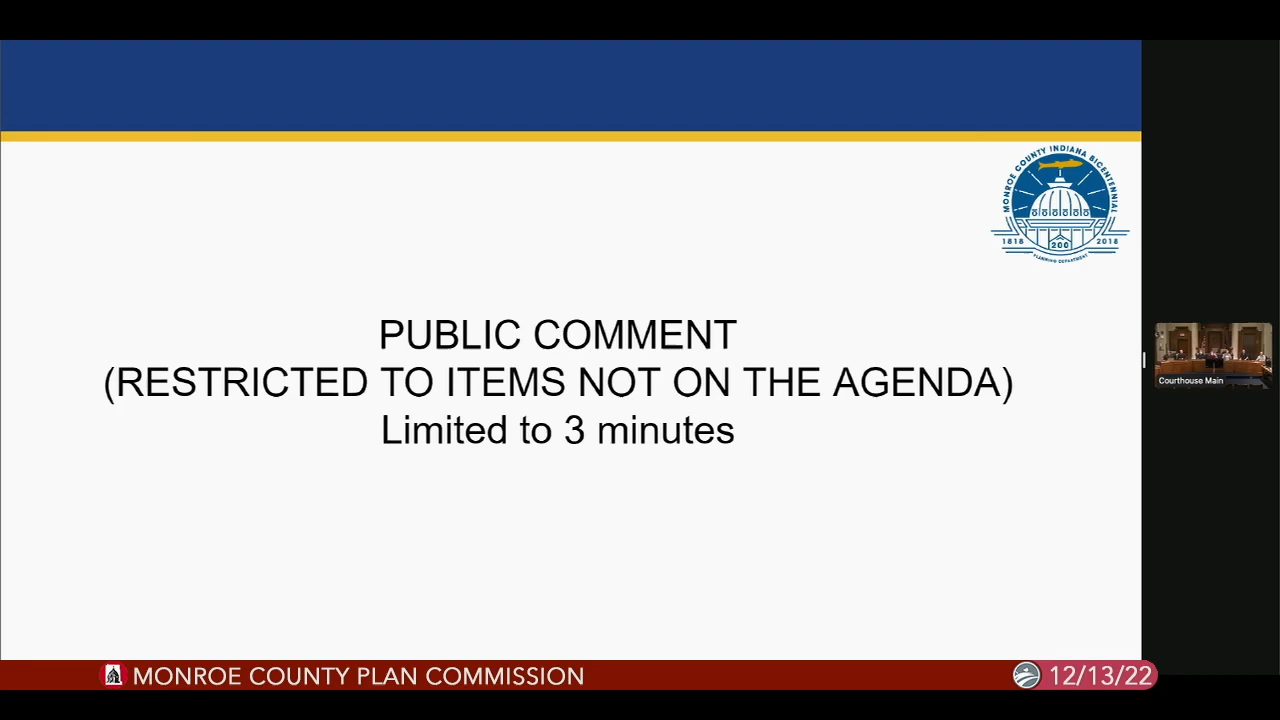 MONROE COUNTY INDIANA BICENTENNIAL
1818 200 2018
PLANNING DEPARTMENT
PUBLIC COMMENT
(RESTRICTED TO ITEMS NOT ON THE AGENDA)
Limited to 3 minutes
Courthouse Main
MONROE COUNTY PLAN COMMISSION
12/13/22